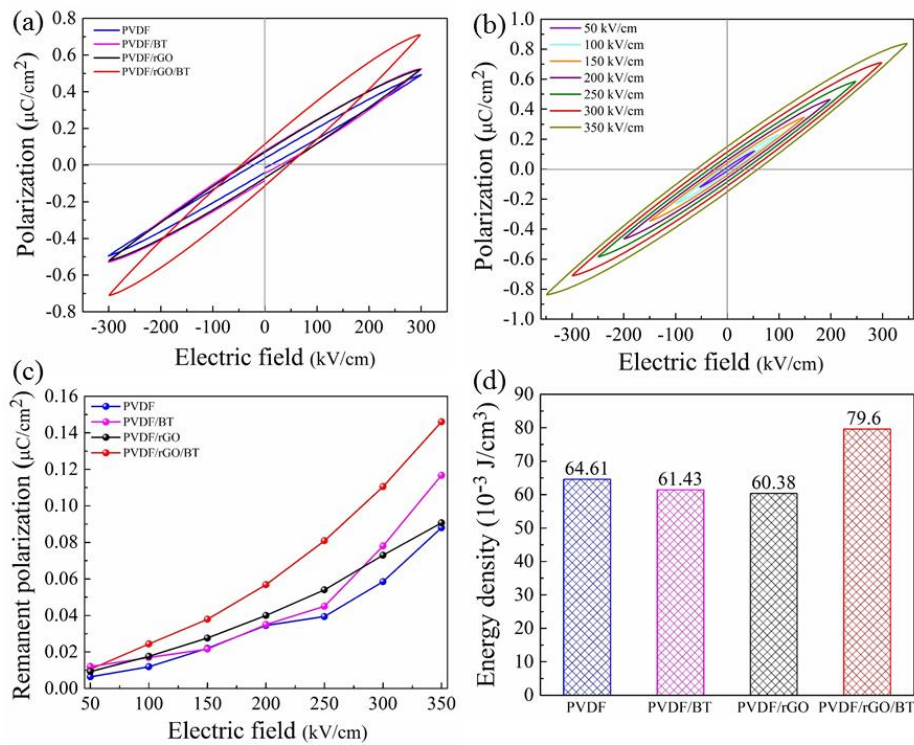 (a)
PVDF
PVDF/BT
PVDF/rGO
PVDF/rGO/BT
Polarization (μC/cm²)
0.8
0.6
0.4
0.2
0.0
-0.2
-0.4
-0.6
-0.8
-300 -200 -100 0 100 200 300
Electric field (kV/cm)
(b)
50 kV/cm
100 kV/cm
150 kV/cm
200 kV/cm
250 kV/cm
300 kV/cm
350 kV/cm
Polarization (μC/cm²)
1.0
0.8
0.6
0.4
0.2
0.0
-0.2
-0.4
-0.6
-0.8
-1.0
-300 -200 -100 0 100 200 300
Electric field (kV/cm)
(c)
PVDF
PVDF/BT
PVDF/rGO
PVDF/rGO/BT
Remanent polarization (μC/cm²)
0.16
0.14
0.12
0.10
0.08
0.06
0.04
0.02
0.00
50 100 150 200 250 300 350
Electric field (kV/cm)
(d)
Energy density (10⁻³ J/cm³)
90
80
70
60
50
40
30
20
10
0
64.61
61.43
60.38
79.6
PVDF PVDF/BT PVDF/rGO PVDF/rGO/BT